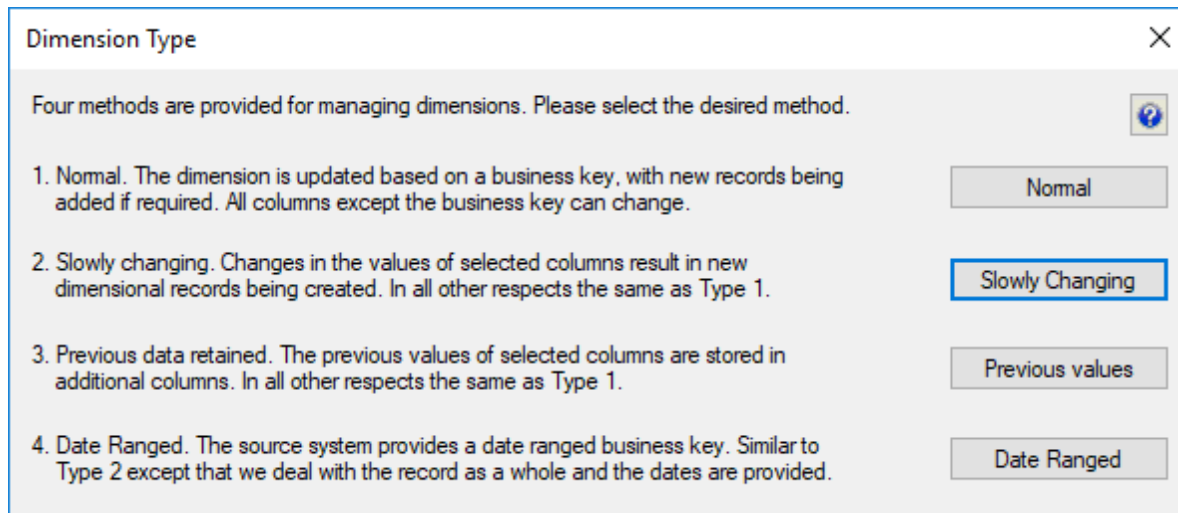 Dimension Type
Four methods are provided for managing dimensions. Please select the desired method.
1. Normal. The dimension is updated based on a business key, with new records being
added if required. All columns except the business key can change.
Normal
2. Slowly changing. Changes in the values of selected columns result in new
dimensional records being created. In all other respects the same as Type 1.
Slowly Changing
3. Previous data retained. The previous values of selected columns are stored in
additional columns. In all other respects the same as Type 1.
Previous values
4. Date Ranged. The source system provides a date ranged business key. Similar to
Type 2 except that we deal with the record as a whole and the dates are provided.
Date Ranged